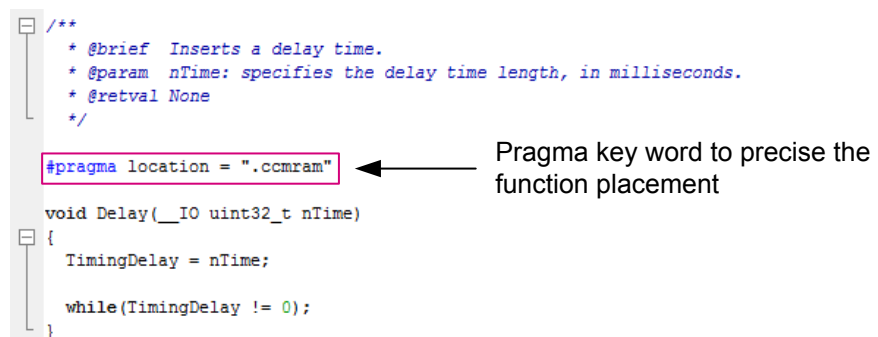 /**
* @brief Inserts a delay time.
* @param nTime: specifies the delay time length, in milliseconds.
* @retval None
*/
#pragma location = ".ccmram"
Pragma key word to precise the
function placement
void Delay(__IO uint32_t nTime)
{
TimingDelay = nTime;
while(TimingDelay != 0);
}